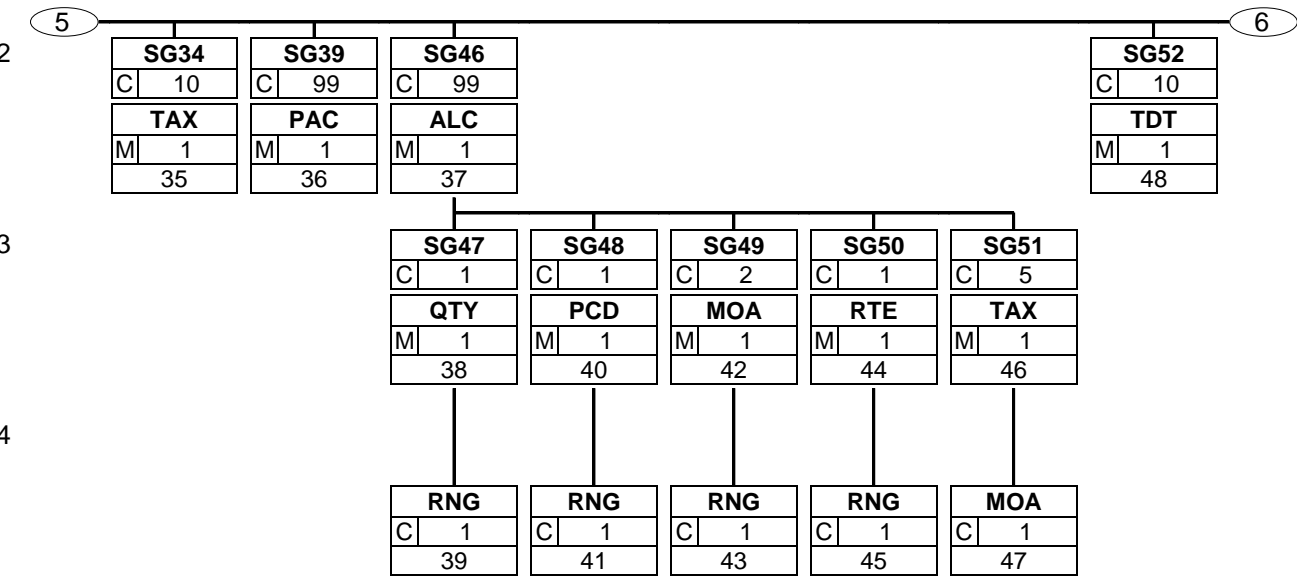 5 6
2 SG34 SG39 SG46 SG52
C 10 C 99 C 99 C 10
TAX PAC ALC TDT
M 1 M 1 M 1 M 1
35 36 37 48
3 SG47 SG48 SG49 SG50 SG51
C 1 C 1 C 2 C 1 C 5
QTY PCD MOA RTE TAX
M 1 M 1 M 1 M 1 M 1
38 40 42 44 46
4
RNG RNG RNG RNG MOA
C 1 C 1 C 1 C 1 C 1
39 41 43 45 47